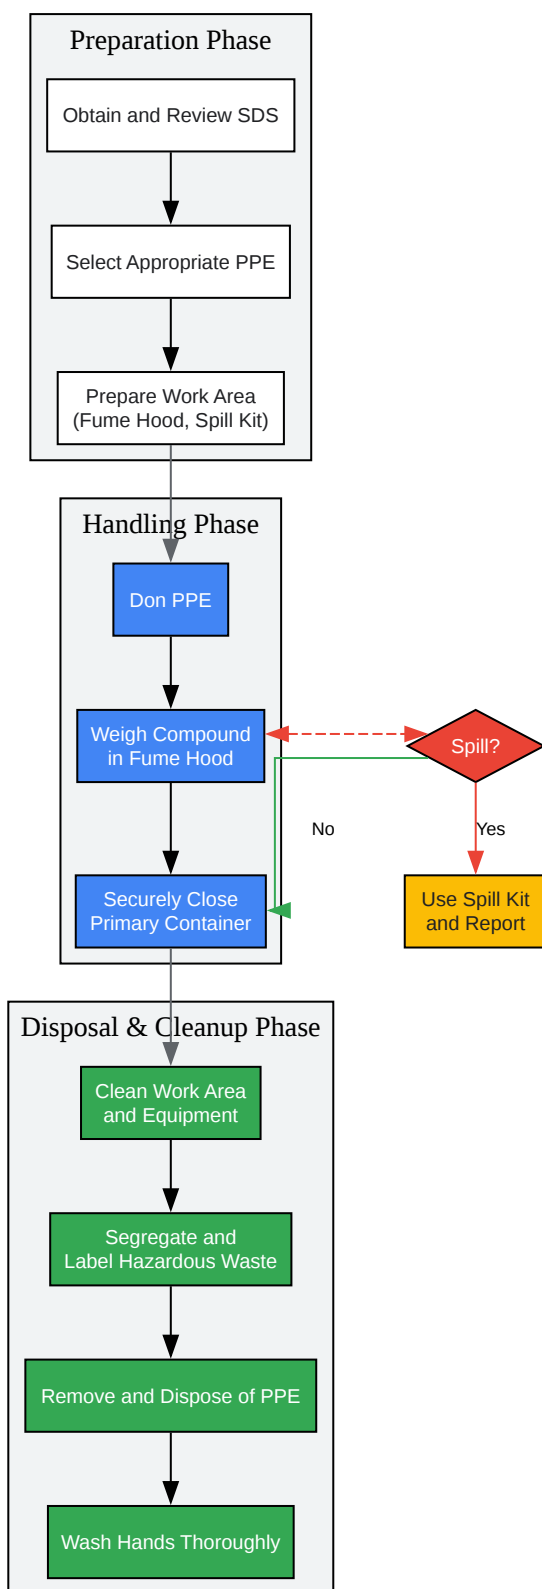 Preparation Phase
Obtain and Review SDS
Select Appropriate PPE
Prepare Work Area
(Fume Hood, Spill Kit)
Handling Phase
Don PPE
Weigh Compound
in Fume Hood
Spill?
No
Yes
Securely Close
Primary Container
Use Spill Kit
and Report
Disposal & Cleanup Phase
Clean Work Area
and Equipment
Segregate and
Label Hazardous Waste
Remove and Dispose of PPE
Wash Hands Thoroughly